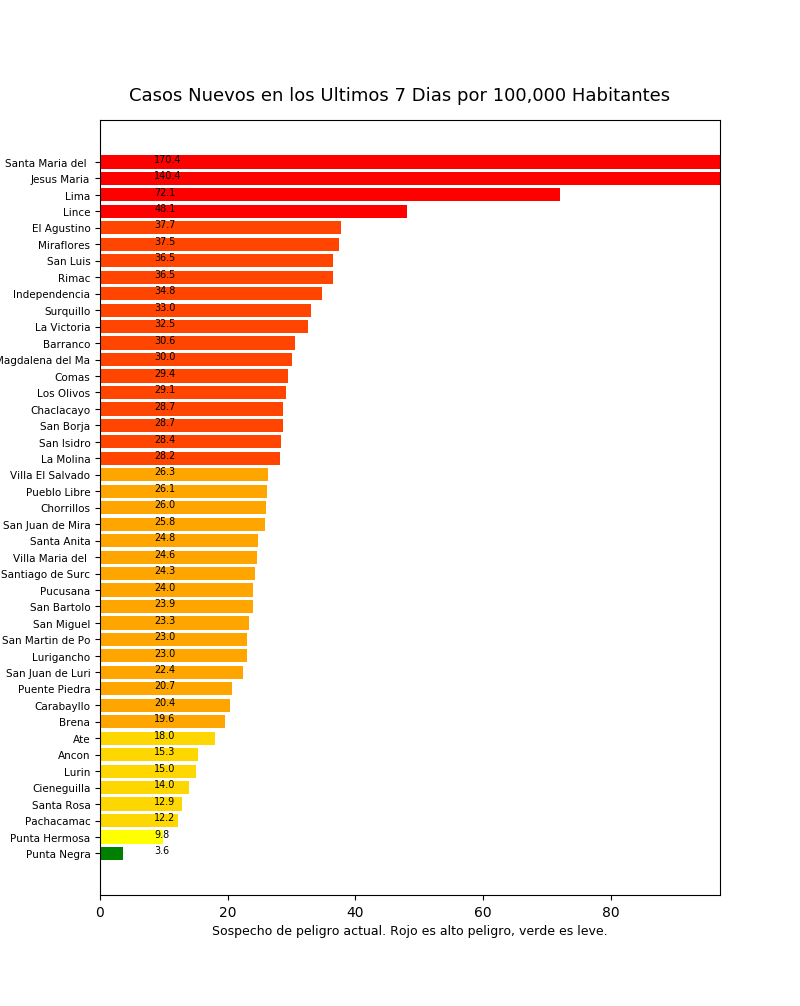 Casos Nuevos en los Ultimos 7 Dias por 100,000 Habitantes
Santa Maria del 170.4
Jesus Maria 140.4
Lima 72.1
Lince 48.1
El Agustino 37.7
Miraflores 37.5
San Luis 36.5
Rimac 36.5
Independencia 34.8
Surquillo 33.0
La Victoria 32.5
Barranco 30.6
Magdalena del Ma 30.0
Comas 29.4
Los Olivos 29.1
Chaclacayo 28.7
San Borja 28.7
San Isidro 28.4
La Molina 28.2
Villa El Salvado 26.3
Pueblo Libre 26.1
Chorrillos 26.0
San Juan de Mira 25.8
Santa Anita 24.8
Villa Maria del 24.6
Santiago de Surc 24.3
Pucusana 24.0
San Bartolo 23.9
San Miguel 23.3
San Martin de Po 23.0
Lurigancho 23.0
San Juan de Luri 22.4
Puente Piedra 20.7
Carabayllo 20.4
Brena 19.6
Ate 18.0
Ancon 15.3
Lurin 15.0
Cieneguilla 14.0
Santa Rosa 12.9
Pachacamac 12.2
Punta Hermosa 9.8
Punta Negra 3.6
0 20 40 60 80
Sospecho de peligro actual. Rojo es alto peligro, verde es leve.